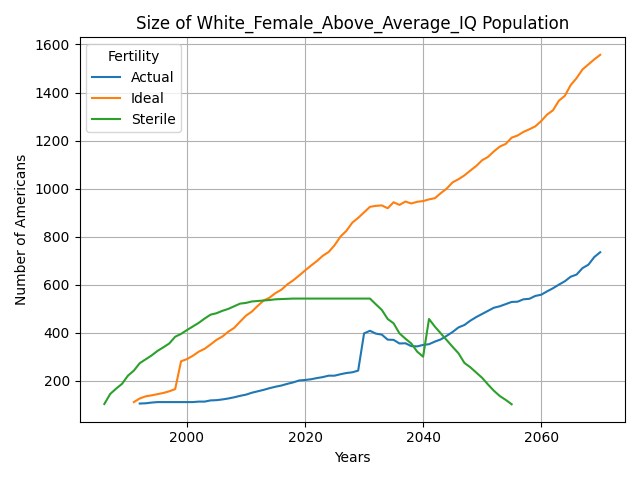 Size of White_Female_Above_Average_IQ Population
Fertility
Actual
Ideal
Sterile
Number of Americans
1600
1400
1200
1000
800
600
400
200
2000
2020
2040
2060
Years